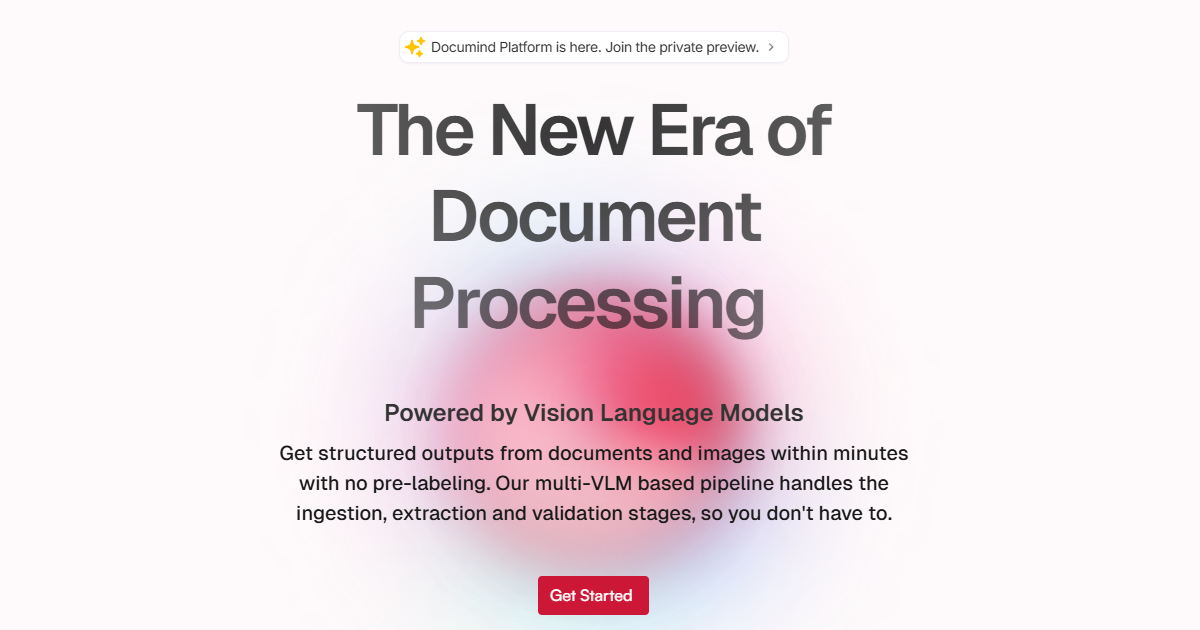 Documind Platform is here. Join the private preview.
The New Era of
Document
Processing
Powered by Vision Language Models
Get structured outputs from documents and images within minutes
with no pre-labeling. Our multi-VLM based pipeline handles the
ingestion, extraction and validation stages, so you don't have to.
Get Started